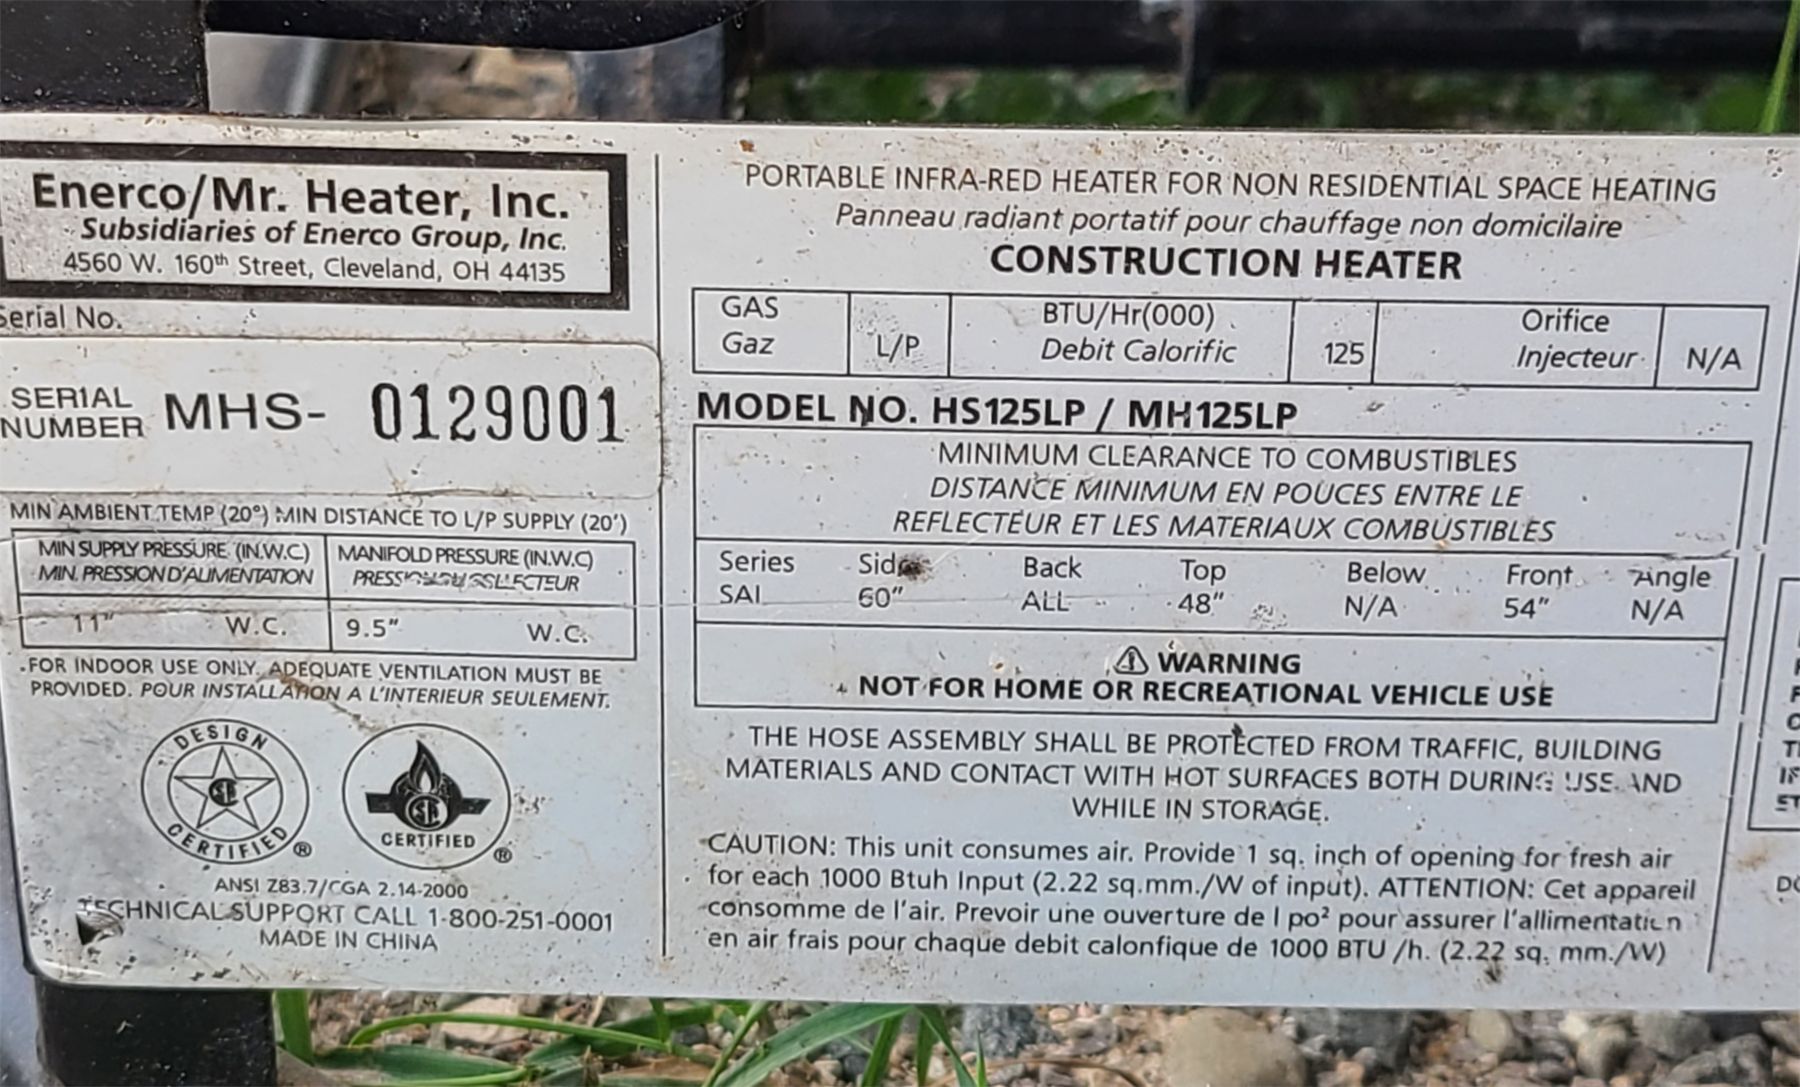 Enerco/Mr. Heater, Inc.
Subsidiaries of Enerco Group, Inc.
4560 W. 160th Street, Cleveland, OH 44135
Serial No.
SERIAL NUMBER MHS- 0129001
MIN AMBIENT TEMP (20°) MIN DISTANCE TO L/P SUPPLY (20')
MIN SUPPLY PRESSURE (IN.W.C.)
MIN. PRESSION D'ALIMENTATION
MANIFOLD PRESSURE (IN.W.C)
11" W.C.
9.5" W.C.
FOR INDOOR USE ONLY. ADEQUATE VENTILATION MUST BE
PROVIDED. POUR INSTALLATION A L'INTERIEUR SEULEMENT.
DESIGN
CERTIFIED ®
CERTIFIED ®
ANSI Z83.7/CGA 2.14-2000
TECHNICAL SUPPORT CALL 1-800-251-0001
MADE IN CHINA
PORTABLE INFRA-RED HEATER FOR NON RESIDENTIAL SPACE HEATING
Panneau radiant portatif pour chauffage non domicilaire
CONSTRUCTION HEATER
GAS
Gaz
L/P
BTU/Hr(000)
Debit Calorific
125
Orifice
Injecteur
N/A
MODEL NO. HS125LP / MH125LP
MINIMUM CLEARANCE TO COMBUSTIBLES
DISTANCE MINIMUM EN POUCES ENTRE LE
REFLECTEUR ET LES MATERIAUX COMBUSTIBLES
Series Sides Back Top Below Front Angle
SAI 60" ALL 48" N/A 54" N/A
⚠ WARNING
NOT FOR HOME OR RECREATIONAL VEHICLE USE
THE HOSE ASSEMBLY SHALL BE PROTECTED FROM TRAFFIC, BUILDING
MATERIALS AND CONTACT WITH HOT SURFACES BOTH DURING USE AND
WHILE IN STORAGE.
CAUTION: This unit consumes air. Provide 1 sq. inch of opening for fresh air
for each 1000 Btuh Input (2.22 sq.mm./W of input). ATTENTION: Cet appareil
consomme de l'air. Prevoir une ouverture de l po² pour assurer l'allimentation
en air frais pour chaque debit calonfique de 1000 BTU /h. (2.22 sq. mm./W)